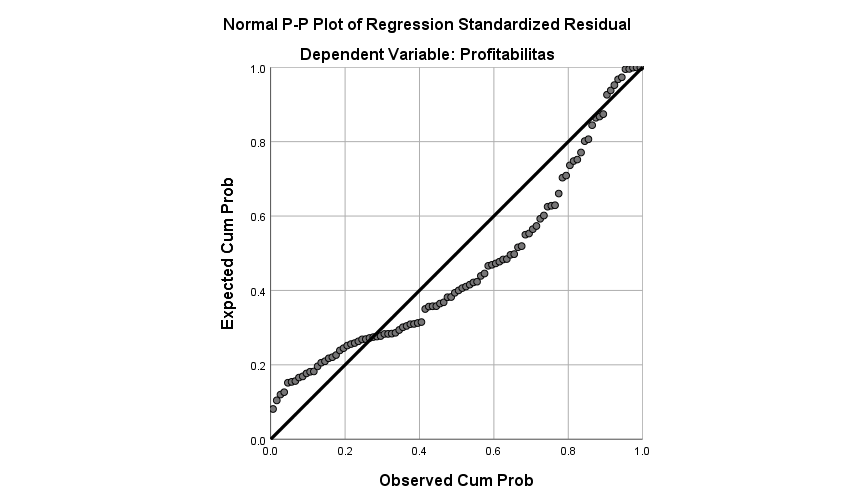 Normal P-P Plot of Regression Standardized Residual
Dependent Variable: Profitabilitas
1.0
0.8
0.6
0.4
0.2
0.0
Expected Cum Prob
0.0 0.2 0.4 0.6 0.8 1.0
Observed Cum Prob